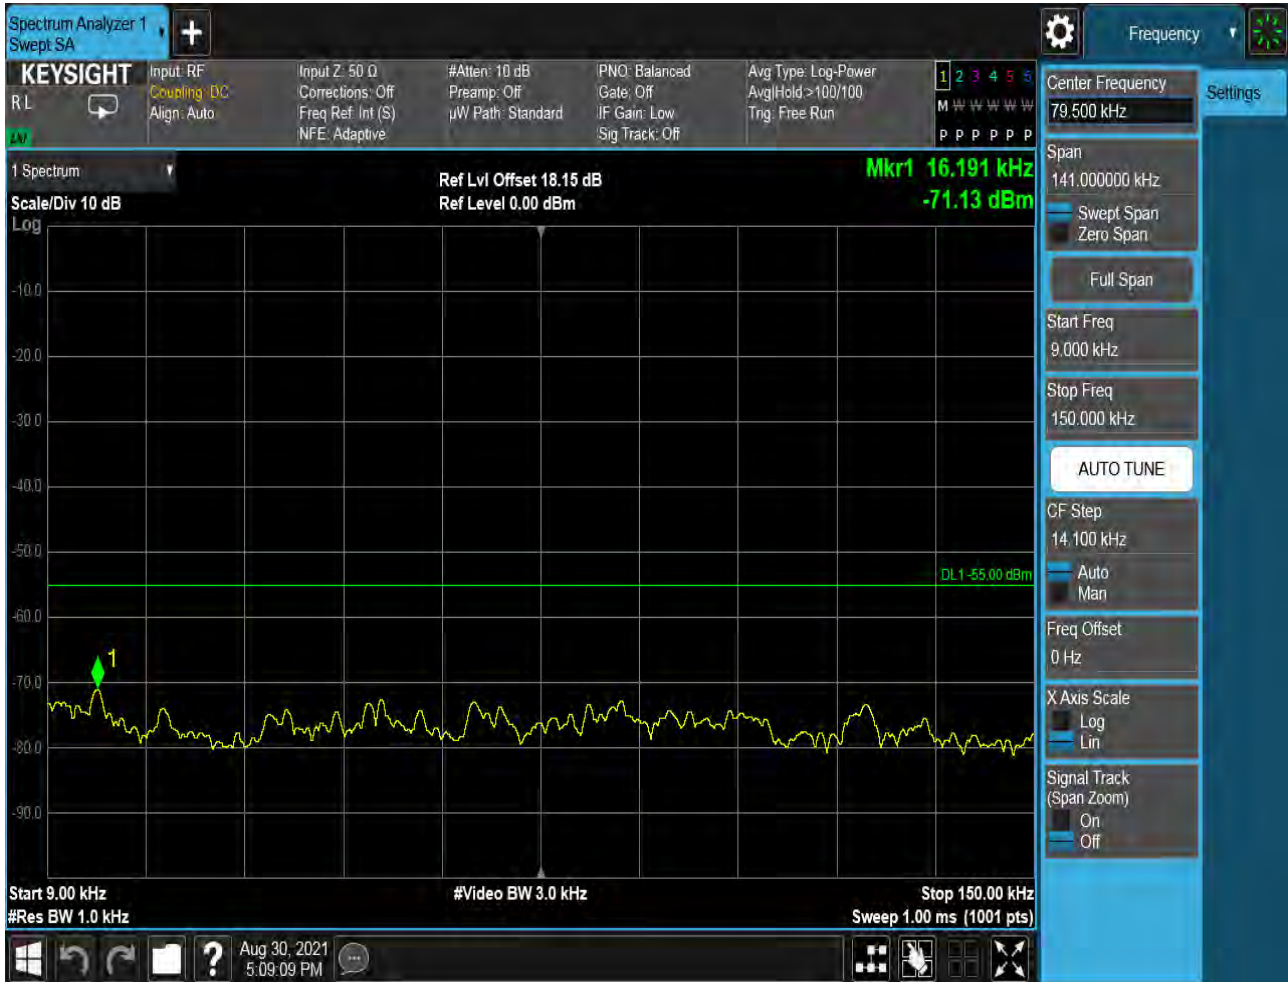 Spectrum Analyzer 1
Swept SA
+
Frequency
KEYSIGHT
R L
Input: RF
Coupling: DC
Align: Auto
Input Z: 50 Ω
Corrections: Off
Freq Ref: Int (S)
NFE: Adaptive
#Atten: 10 dB
Preamp: Off
µW Path: Standard
PNO: Balanced
Gate: Off
IF Gain: Low
Sig Track: Off
Avg Type: Log-Power
Avg|Hold:>100/100
Trig: Free Run
1 2 3 4 5 6
M W W W W W
P P P P P P
1 Spectrum
Scale/Div 10 dB
Log
Ref Lvl Offset 18.15 dB
Ref Level 0.00 dBm
Mkr1 16.191 kHz
-71.13 dBm
-10.0
-20.0
-30.0
-40.0
-50.0
DL1 -55.00 dBm
-60.0
1
-70.0
-80.0
-90.0
Start 9.00 kHz
#Res BW 1.0 kHz
#Video BW 3.0 kHz
Stop 150.00 kHz
Sweep 1.00 ms (1001 pts)
Center Frequency
79.500 kHz
Settings
Span
141.000000 kHz
Swept Span
Zero Span
Full Span
Start Freq
9.000 kHz
Stop Freq
150.000 kHz
AUTO TUNE
CF Step
14.100 kHz
Auto
Man
Freq Offset
0 Hz
X Axis Scale
Log
Lin
Signal Track
(Span Zoom)
On
Off
?
Aug 30, 2021
5:09:09 PM